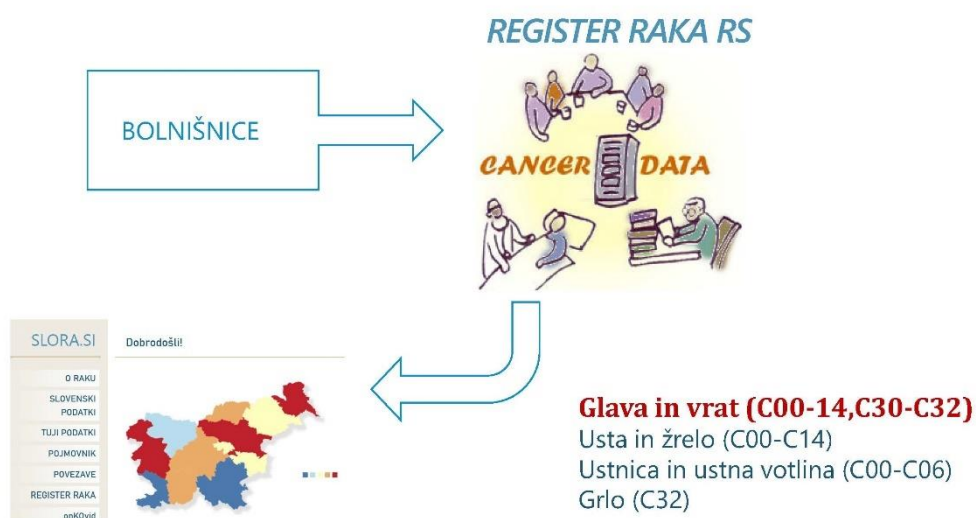 REGISTER RAKA RS
BOLNIŠNICE
CANCER DATA
SLORA.SI
Dobrodošli!
O RAKU
SLOVENSKI
PODATKI
TUJI PODATKI
POJMOVNIK
POVEZAVE
REGISTER RAKA
onKOvid
Glava in vrat (C00-14,C30-C32)
Usta in žrelo (C00-C14)
Ustnica in ustna votlina (C00-C06)
Grlo (C32)